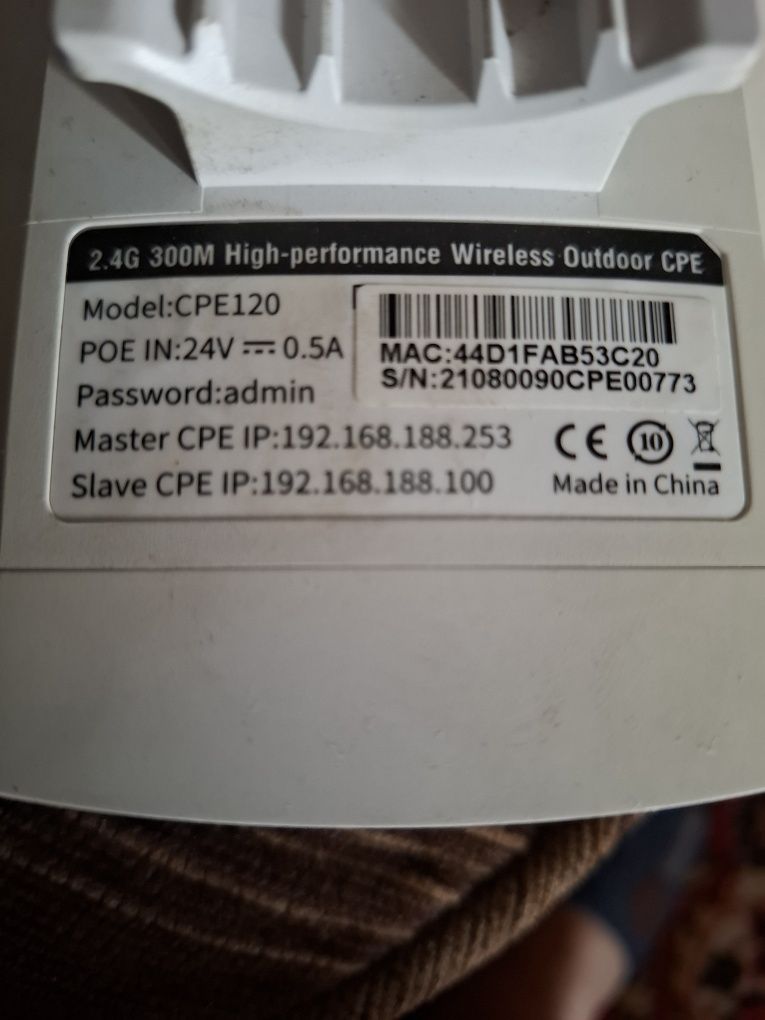 2.4G 300M High-performance Wireless Outdoor CPE
Model:CPE120
POE IN:24V ⎓ 0.5A
Password:admin
MAC:44D1FAB53C20
S/N:21080090CPE00773
Master CPE IP:192.168.188.253
Slave CPE IP:192.168.188.100
CE 10
Made in China